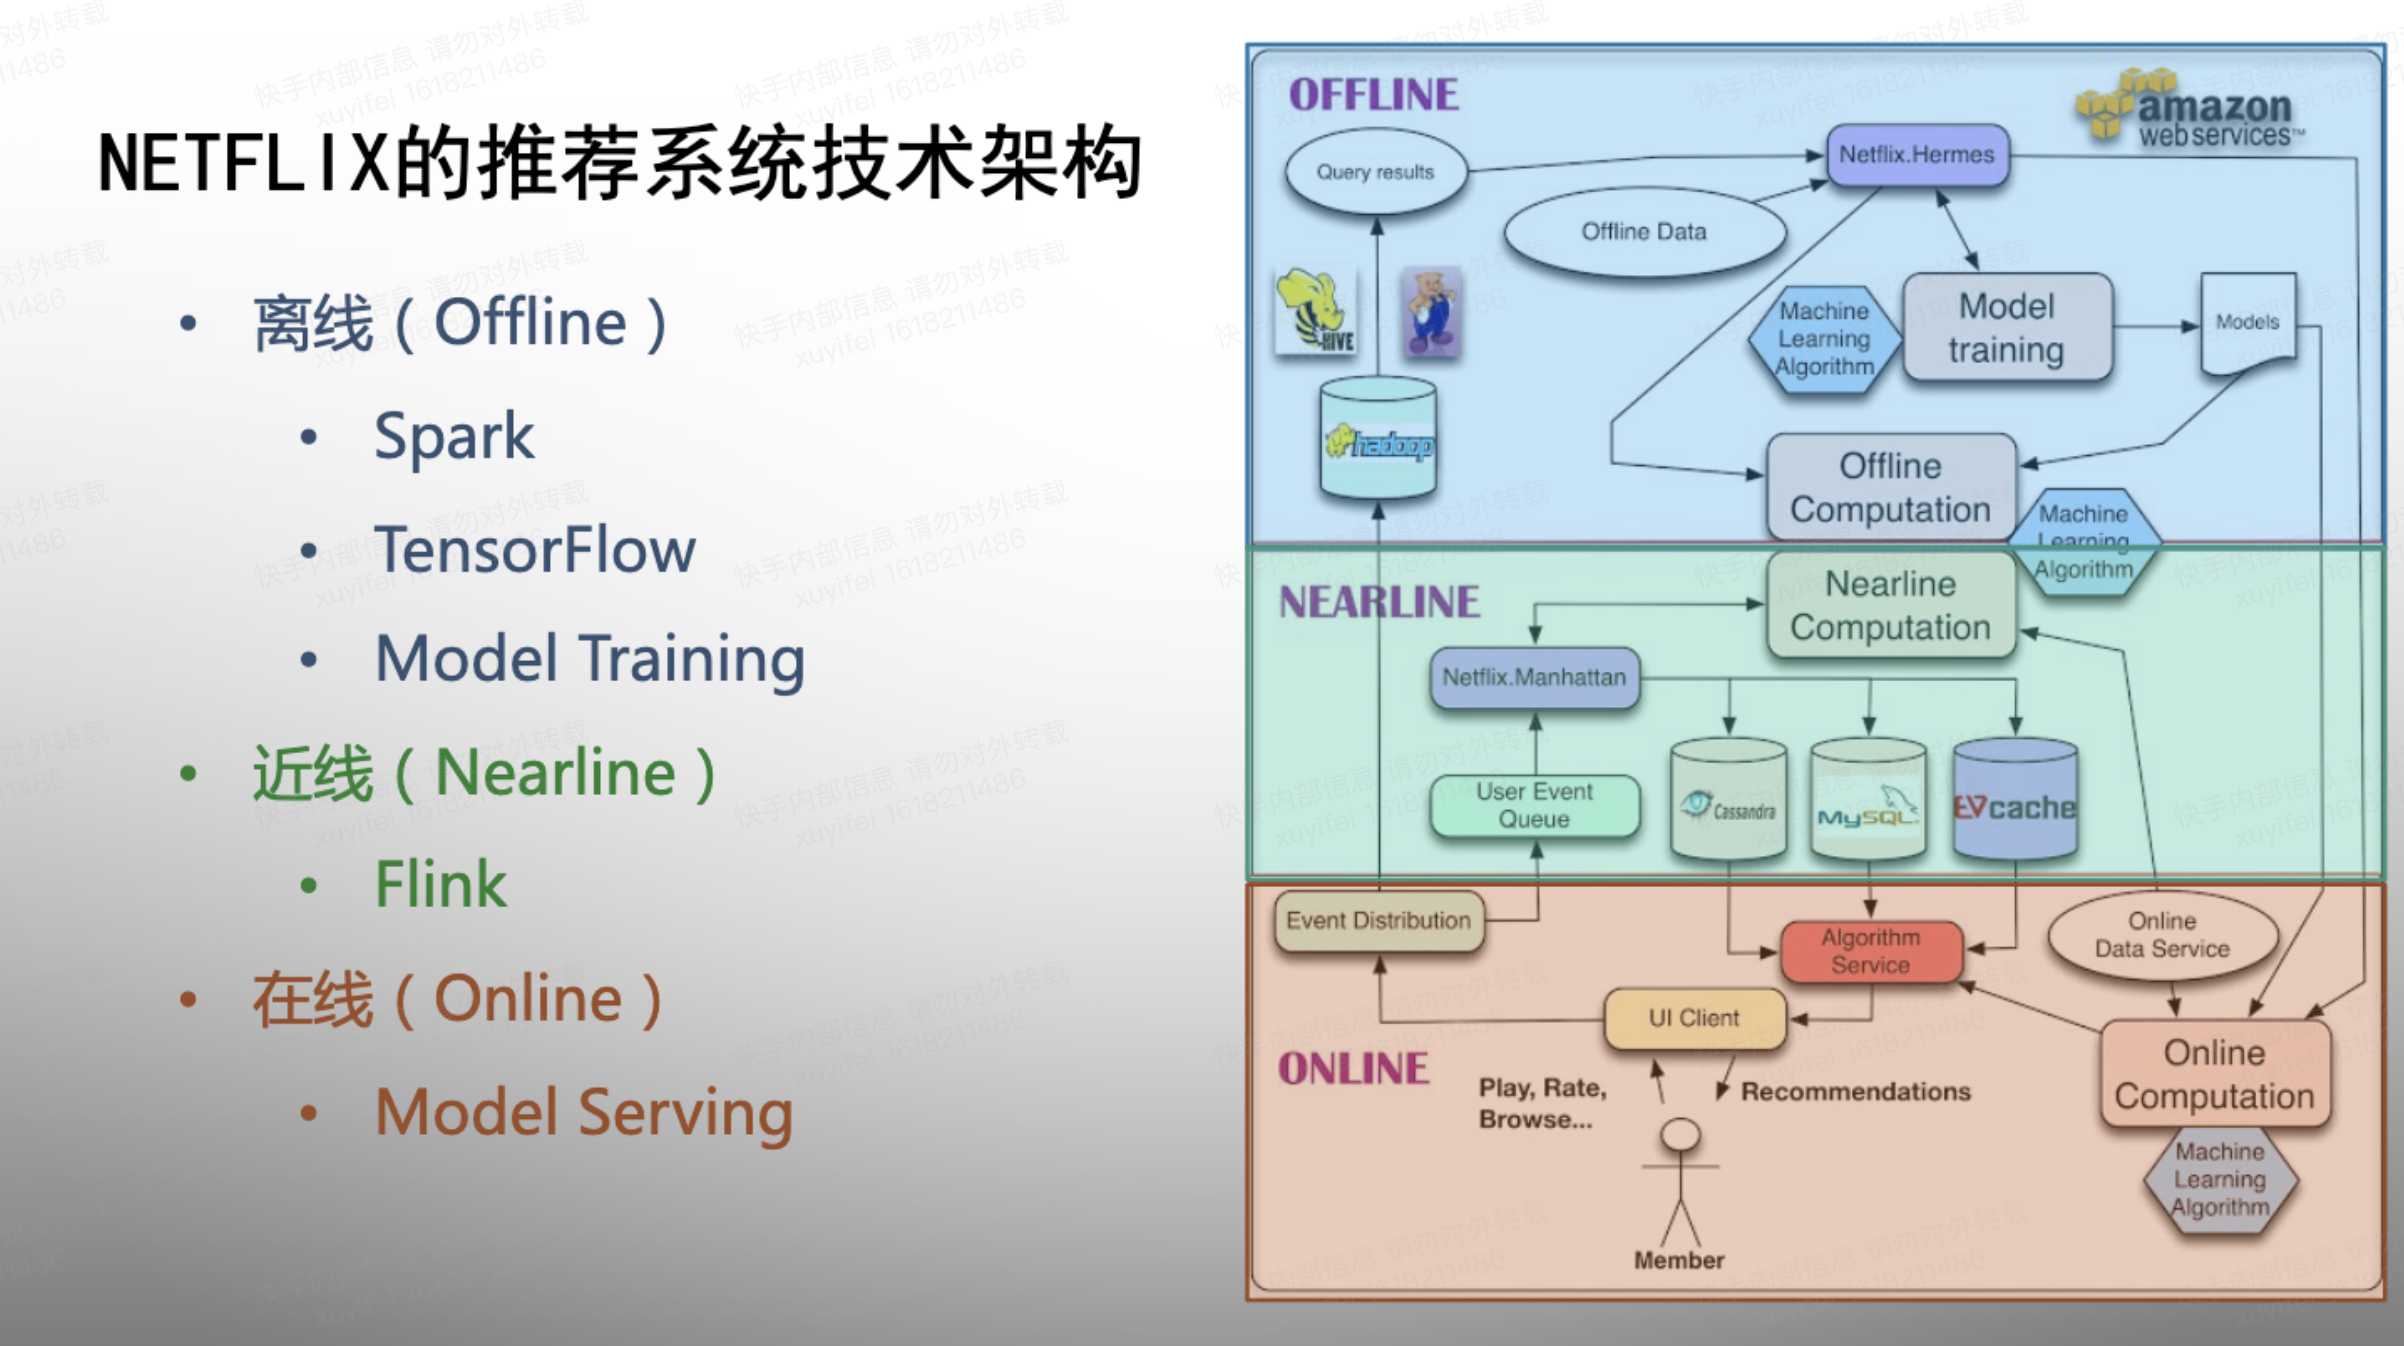 NETFLIX的推荐系统技术架构
• 离线（Offline）
• Spark
• TensorFlow
• Model Training
• 近线（Nearline）
• Flink
• 在线（Online）
• Model Serving
OFFLINE
amazon
webservices™
Query results
Netflix.Hermes
Offline Data
HIVE
Machine
Learning
Algorithm
Model
training
Models
hadoop
Offline
Computation
Machine
Learning
Algorithm
NEARLINE
Nearline
Computation
Netflix.Manhattan
User Event
Queue
Cassandra
MySQL
EVcache
Event Distribution
Algorithm
Service
Online
Data Service
UI Client
ONLINE
Play, Rate,
Browse...
Recommendations
Online
Computation
Machine
Learning
Algorithm
Member
快手内部信息 请勿对外转载
xuyifei 1618211486